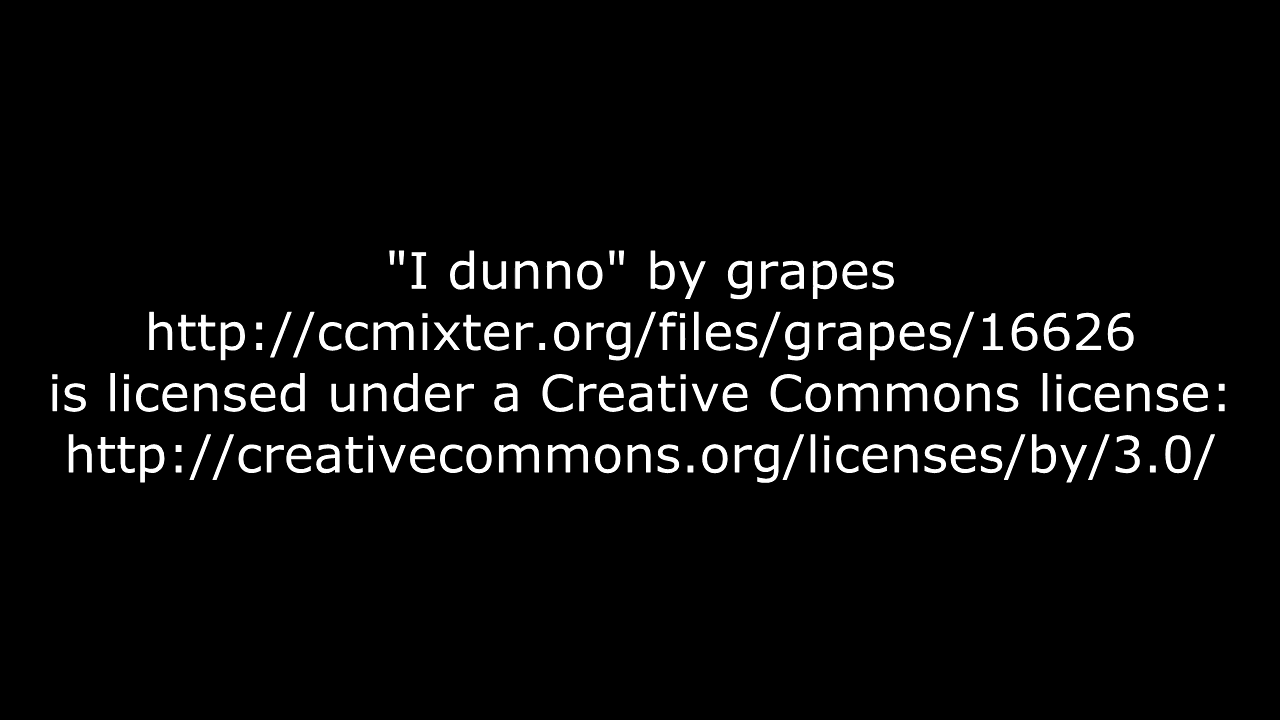 "I dunno" by grapes
http://ccmixter.org/files/grapes/16626
is licensed under a Creative Commons license:
http://creativecommons.org/licenses/by/3.0/